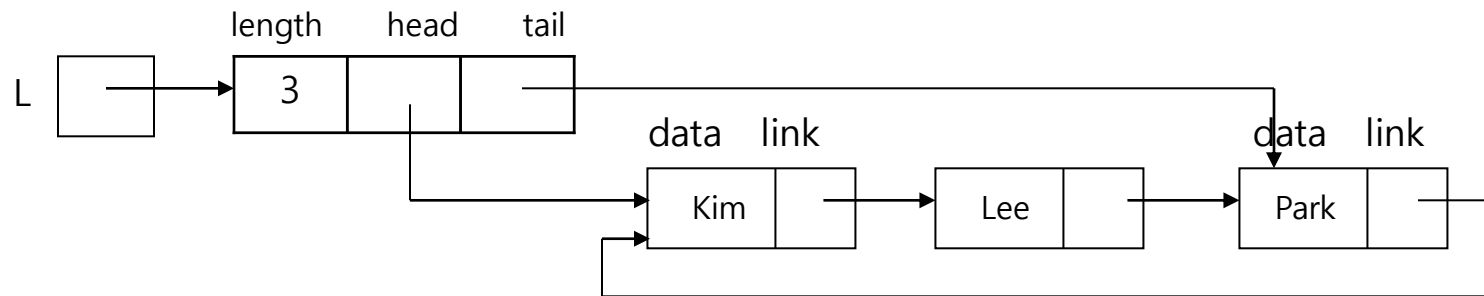 length head tail
L 3
data link data link
Kim Lee Park